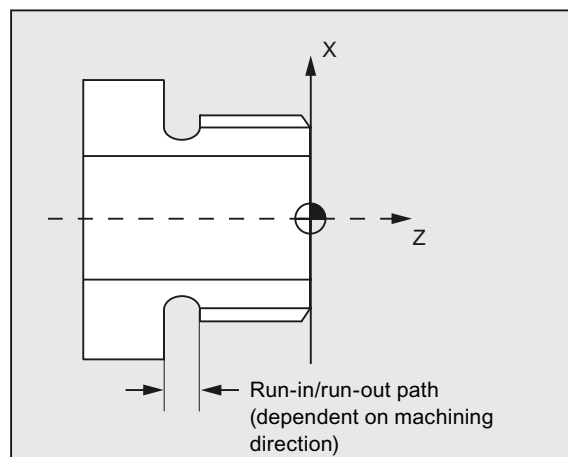 X
Z
Run-in/run-out path
(dependent on machining
direction)